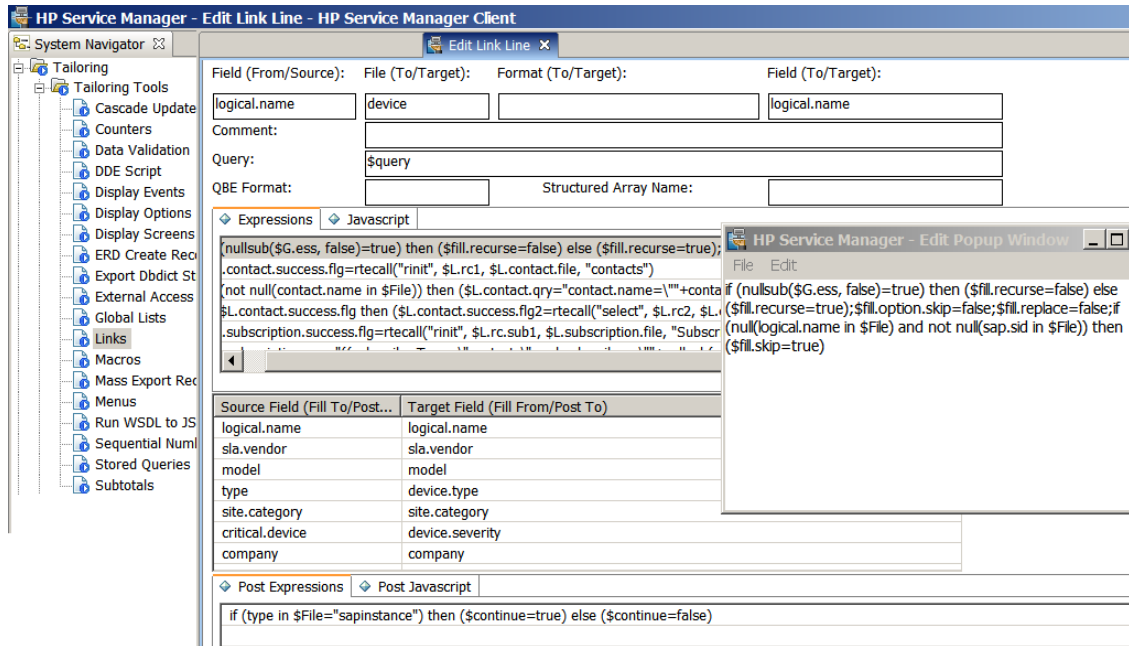 HP Service Manager - Edit Link Line - HP Service Manager Client
System Navigator
Edit Link Line
Tailoring
Tailoring Tools
Cascade Update
Counters
Data Validation
DDE Script
Display Events
Display Options
Display Screens
ERD Create Reco
Export Dbdict St
External Access
Global Lists
Links
Macros
Mass Export Rec
Menus
Run WSDL to JS
Sequential Numl
Stored Queries
Subtotals
Field (From/Source): File (To/Target): Format (To/Target): Field (To/Target):
logical.name device logical.name
Comment:
Query: $query
QBE Format: Structured Array Name:
Expressions Javascript
(nullsub($G.ess, false)=true) then ($fill.recurse=false) else ($fill.recurse=true);
.contact.success.flg=rtecall("rinit", $L.rc1, $L.contact.file, "contacts")
(not null(contact.name in $File)) then ($L.contact.qry="contact.name=\""+conta
$L.contact.success.flg then ($L.contact.success.flg2=rtecall("select", $L.rc2, $L.
.subscription.success.flg=rtecall("rinit", $L.rc.sub1, $L.subscription.file, "Subscr
HP Service Manager - Edit Popup Window
File Edit
if (nullsub($G.ess, false)=true) then ($fill.recurse=false) else
($fill.recurse=true);$fill.option.skip=false;$fill.replace=false;if
(null(logical.name in $File) and not null(sap.sid in $File)) then
($fill.skip=true)
Source Field (Fill To/Post... Target Field (Fill From/Post To)
logical.name logical.name
sla.vendor sla.vendor
model model
type device.type
site.category site.category
critical.device device.severity
company company
Post Expressions Post Javascript
if (type in $File="sapinstance") then ($continue=true) else ($continue=false)